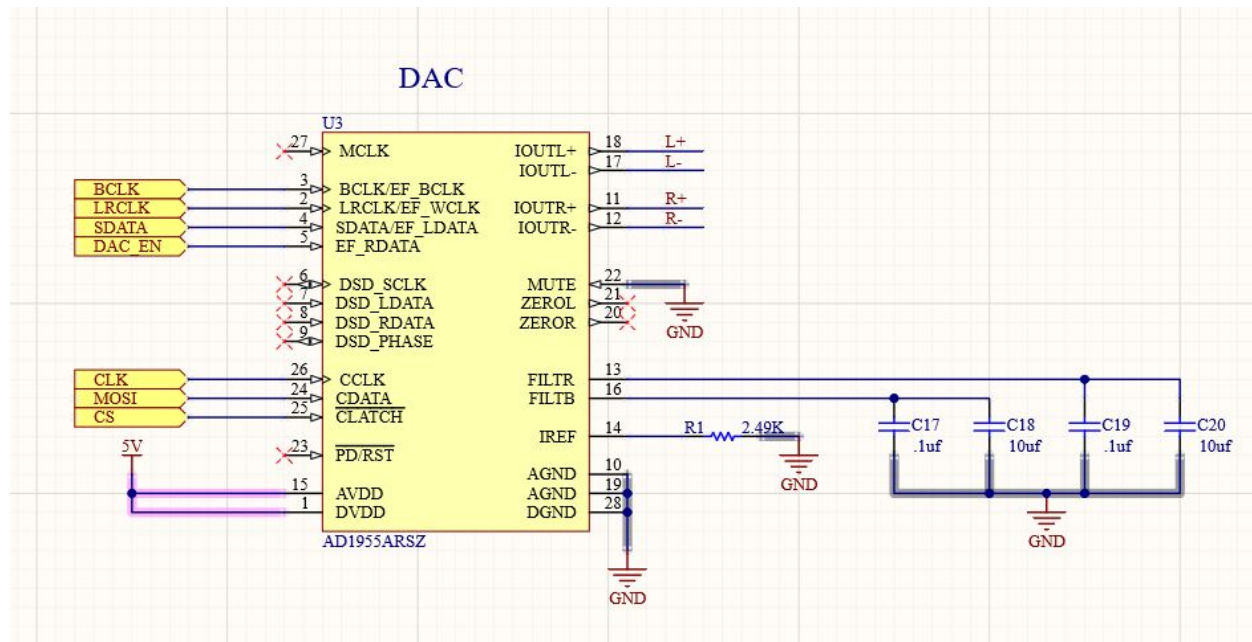 DAC
U3
27 MCLK
IOUTL+ 18 L+
IOUTL- 17 L-
BCLK 3 BCLK/EF_BCLK
LRCLK 2 LRCLK/EF_WCLK
IOUTR+ 11 R+
SDATA 4 SDATA/EF_LDATA
IOUTR- 12 R-
DAC_EN 5 EF_RDATA
6 DSD_SCLK
MUTE 22
7 DSD_LDATA
ZEROL 21
8 DSD_RDATA
ZEROR 20
GND
9 DSD_PHASE
CLK 26 CCLK
FILTR 13
MOSI 24 CDATA
FILTB 16
CS 25 CLATCH
C17 C18 C19 C20
.1uf 10uf .1uf 10uf
IREF 14 R1 2.49K
5V
23 PD/RST
AGND 10
GND
15 AVDD
AGND 19
1 DVDD
DGND 28
AD1955ARSZ
GND
GND